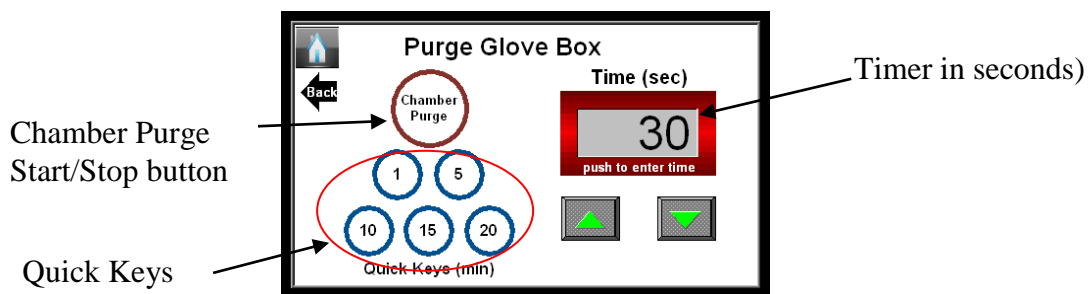 Purge Glove Box
Back
Chamber
Purge
Time (sec)
30
push to enter time
1
5
10
15
20
Quick Keys (min)
Timer in seconds)
Chamber Purge
Start/Stop button
Quick Keys